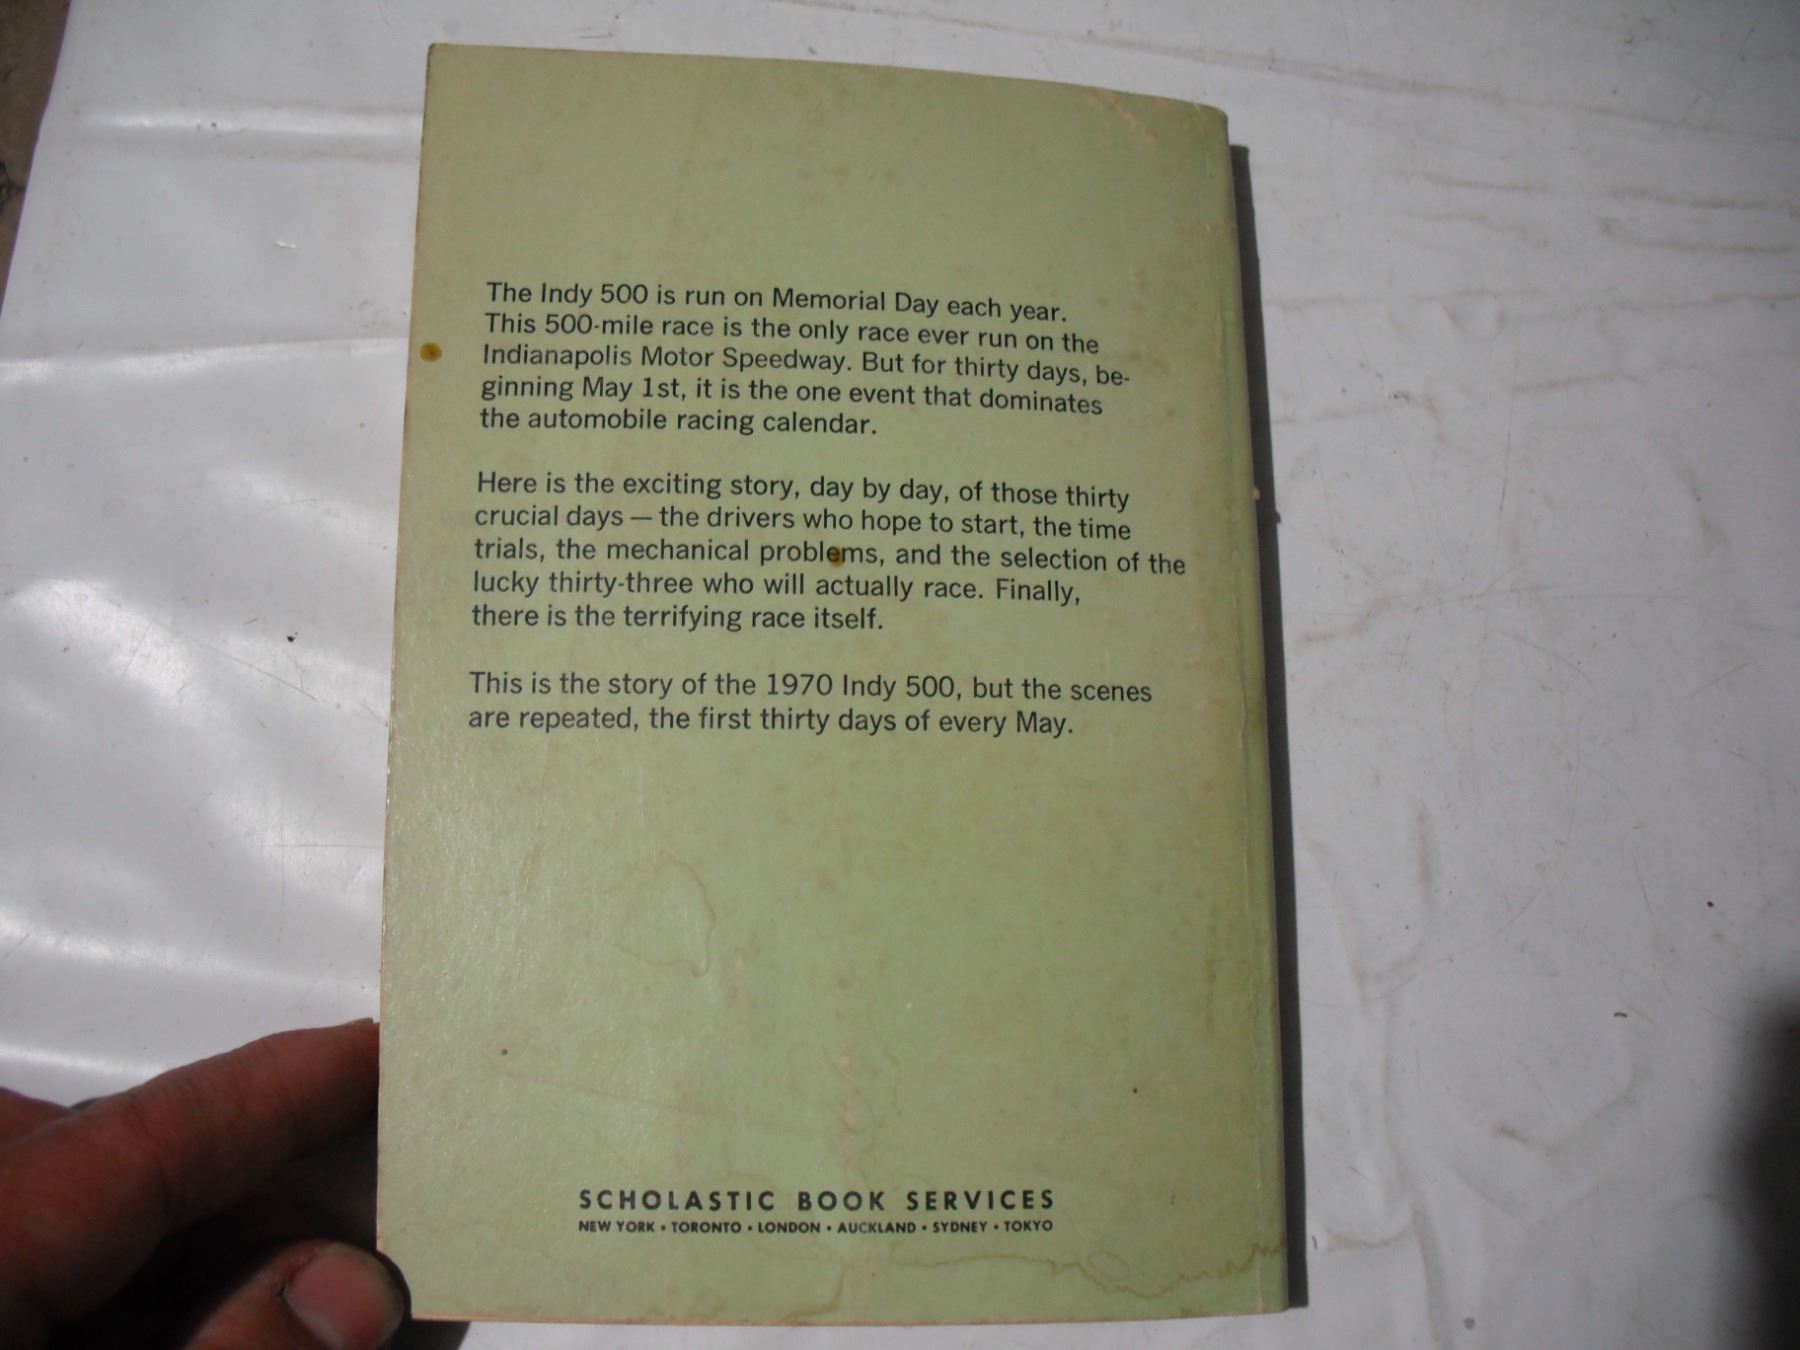 The Indy 500 is run on Memorial Day each year.
This 500-mile race is the only race ever run on the
Indianapolis Motor Speedway. But for thirty days, be-
ginning May 1st, it is the one event that dominates
the automobile racing calendar.
Here is the exciting story, day by day, of those thirty
crucial days — the drivers who hope to start, the time
trials, the mechanical problems, and the selection of the
lucky thirty-three who will actually race. Finally,
there is the terrifying race itself.
This is the story of the 1970 Indy 500, but the scenes
are repeated, the first thirty days of every May.
SCHOLASTIC BOOK SERVICES
NEW YORK • TORONTO • LONDON • AUCKLAND • SYDNEY • TOKYO